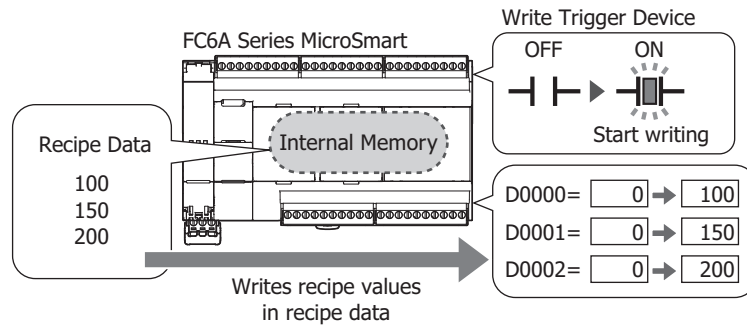 Write Trigger Device
FC6A Series MicroSmart
OFF ON
Start writing
Recipe Data
100
150
200
Internal Memory
D0000= 0 100
D0001= 0 150
D0002= 0 200
Writes recipe values
in recipe data